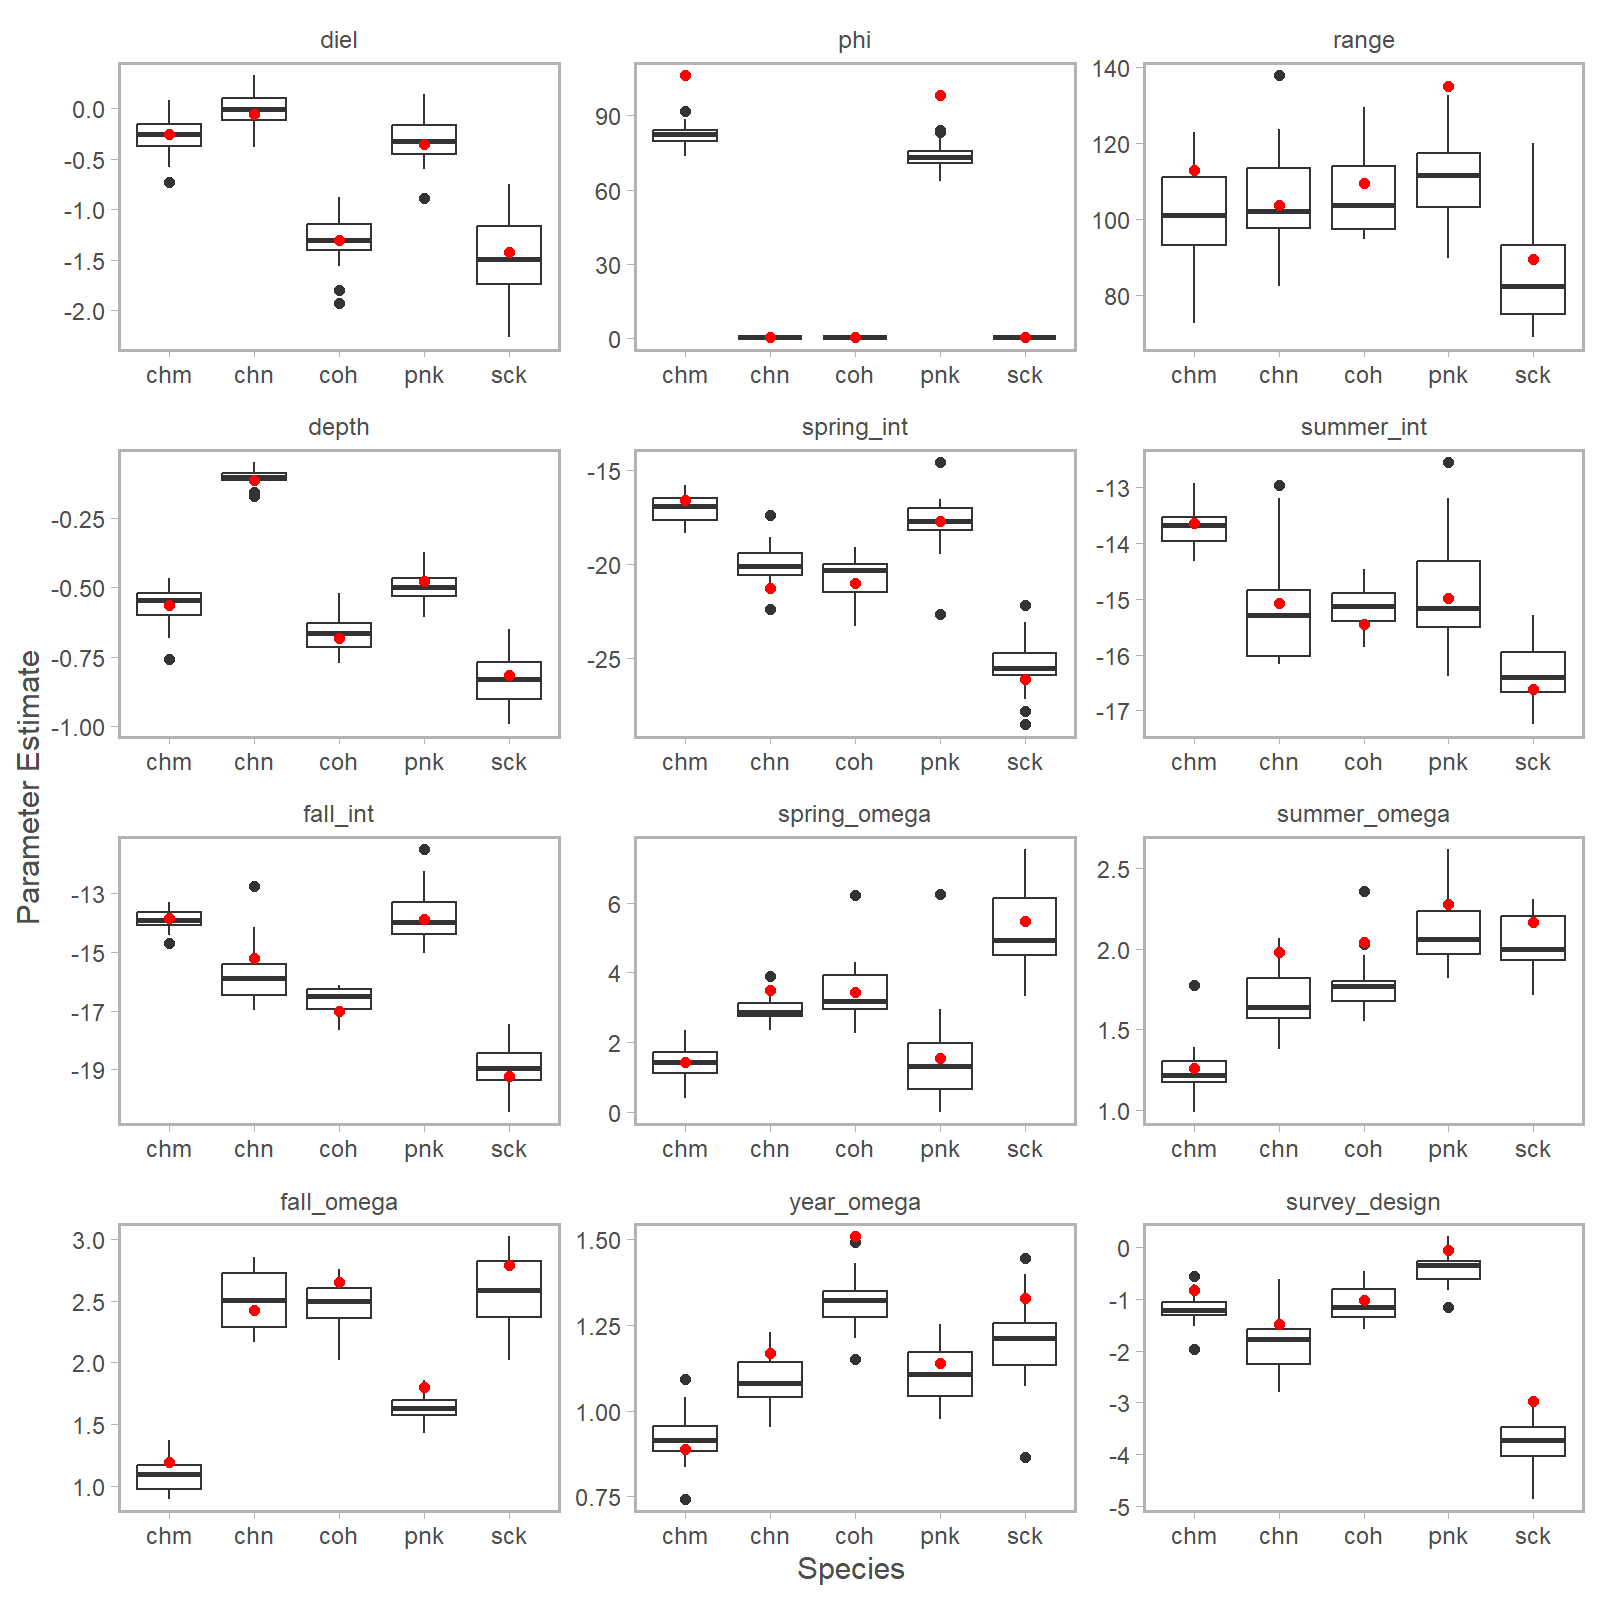 diel phi range
0.0 -0.5 -1.0 -1.5 -2.0
90 60 30 0
140 120 100 80
chm chn coh pnk sck chm chn coh pnk sck chm chn coh pnk sck
depth spring_int summer_int
-0.25 -0.50 -0.75 -1.00
-15 -20 -25
-13 -14 -15 -16 -17
chm chn coh pnk sck chm chn coh pnk sck chm chn coh pnk sck
Parameter Estimate
fall_int spring_omega summer_omega
-13 -15 -17 -19
6 4 2 0
2.5 2.0 1.5 1.0
chm chn coh pnk sck chm chn coh pnk sck chm chn coh pnk sck
fall_omega year_omega survey_design
3.0 2.5 2.0 1.5 1.0
1.50 1.25 1.00 0.75
0 -1 -2 -3 -4 -5
chm chn coh pnk sck chm chn coh pnk sck chm chn coh pnk sck
Species